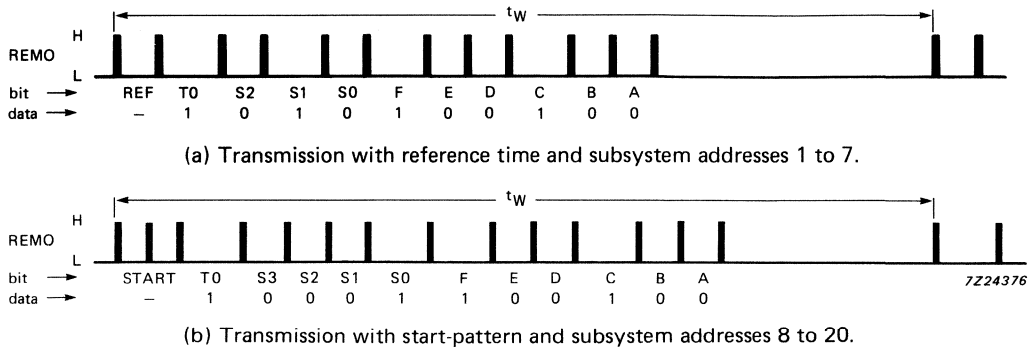 tW
H
REMO
L
bit → REF T0 S2 S1 S0 F E D C B A
data → – 1 0 1 0 1 0 0 1 0 0
(a) Transmission with reference time and subsystem addresses 1 to 7.
tW
H
REMO
L
bit → START T0 S3 S2 S1 S0 F E D C B A 7Z24376
data → – 1 0 0 0 1 1 0 0 1 0 0
(b) Transmission with start-pattern and subsystem addresses 8 to 20.